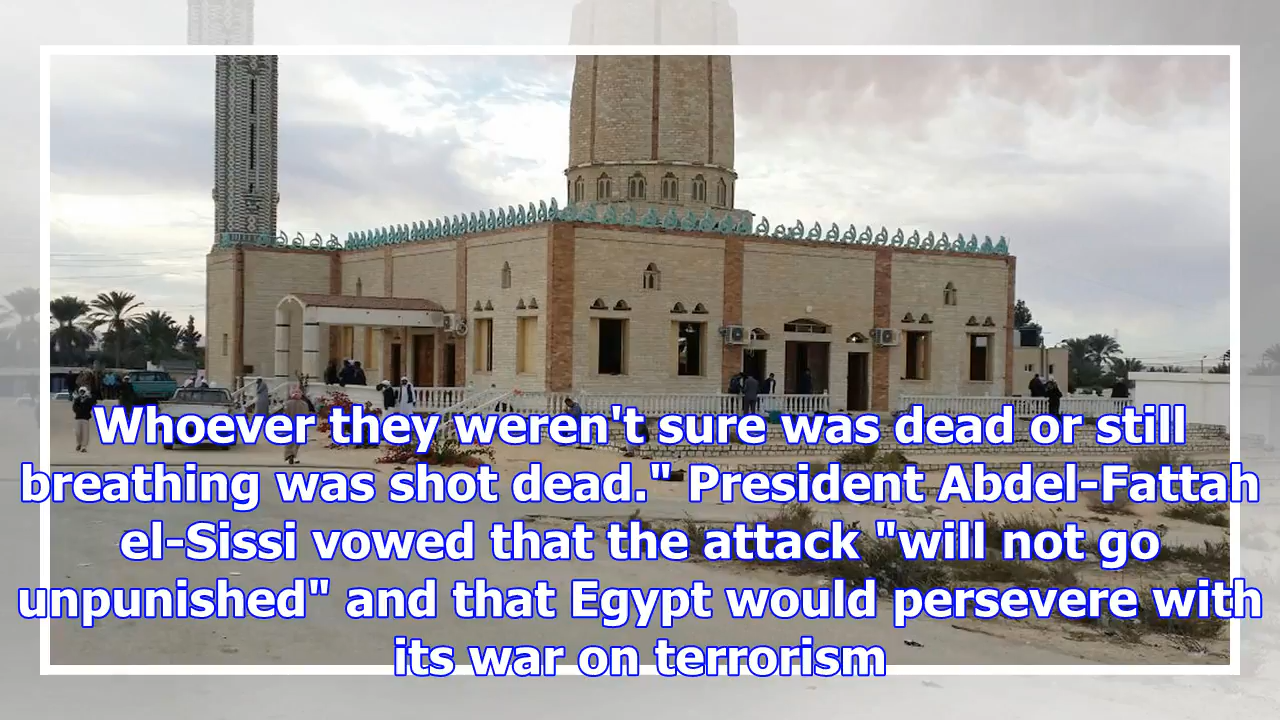 Whoever they weren't sure was dead or still
breathing was shot dead." President Abdel-Fattah
el-Sissi vowed that the attack "will not go
unpunished" and that Egypt would persevere with
its war on terrorism